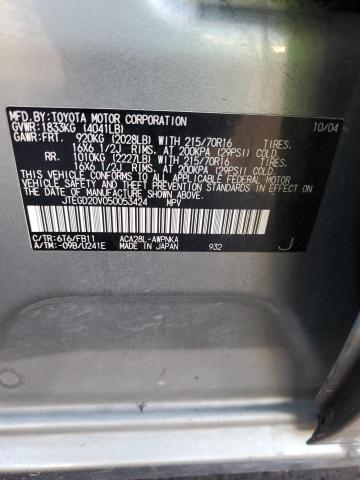 MFD. BY: TOYOTA MOTOR CORPORATION 10/04
GVWR: 1833KG (4041LB)
GAWR: FRT. 920KG (2028LB) WITH 215/70R16 TIRES.
16X6 1/2J RIMS. AT 200KPA (29PSI) COLD
RR. 1010KG (2227LB) WITH 215/70R16 TIRES.
16X6 1/2J RIMS. AT 200KPA (29PSI) COLD
THIS VEHICLE CONFORMS TO ALL APPLICABLE FEDERAL MOTOR
VEHICLE SAFETY AND THEFT PREVENTION STANDARDS IN EFFECT
ON THE DATE OF MANUFACTURE SHOWN ABOVE.
JTEGD20V050053424 MPV
C/TR: 6T6/FB11 ACA28L-AWPNKA J
A/TM: -09B/U241E MADE IN JAPAN 932